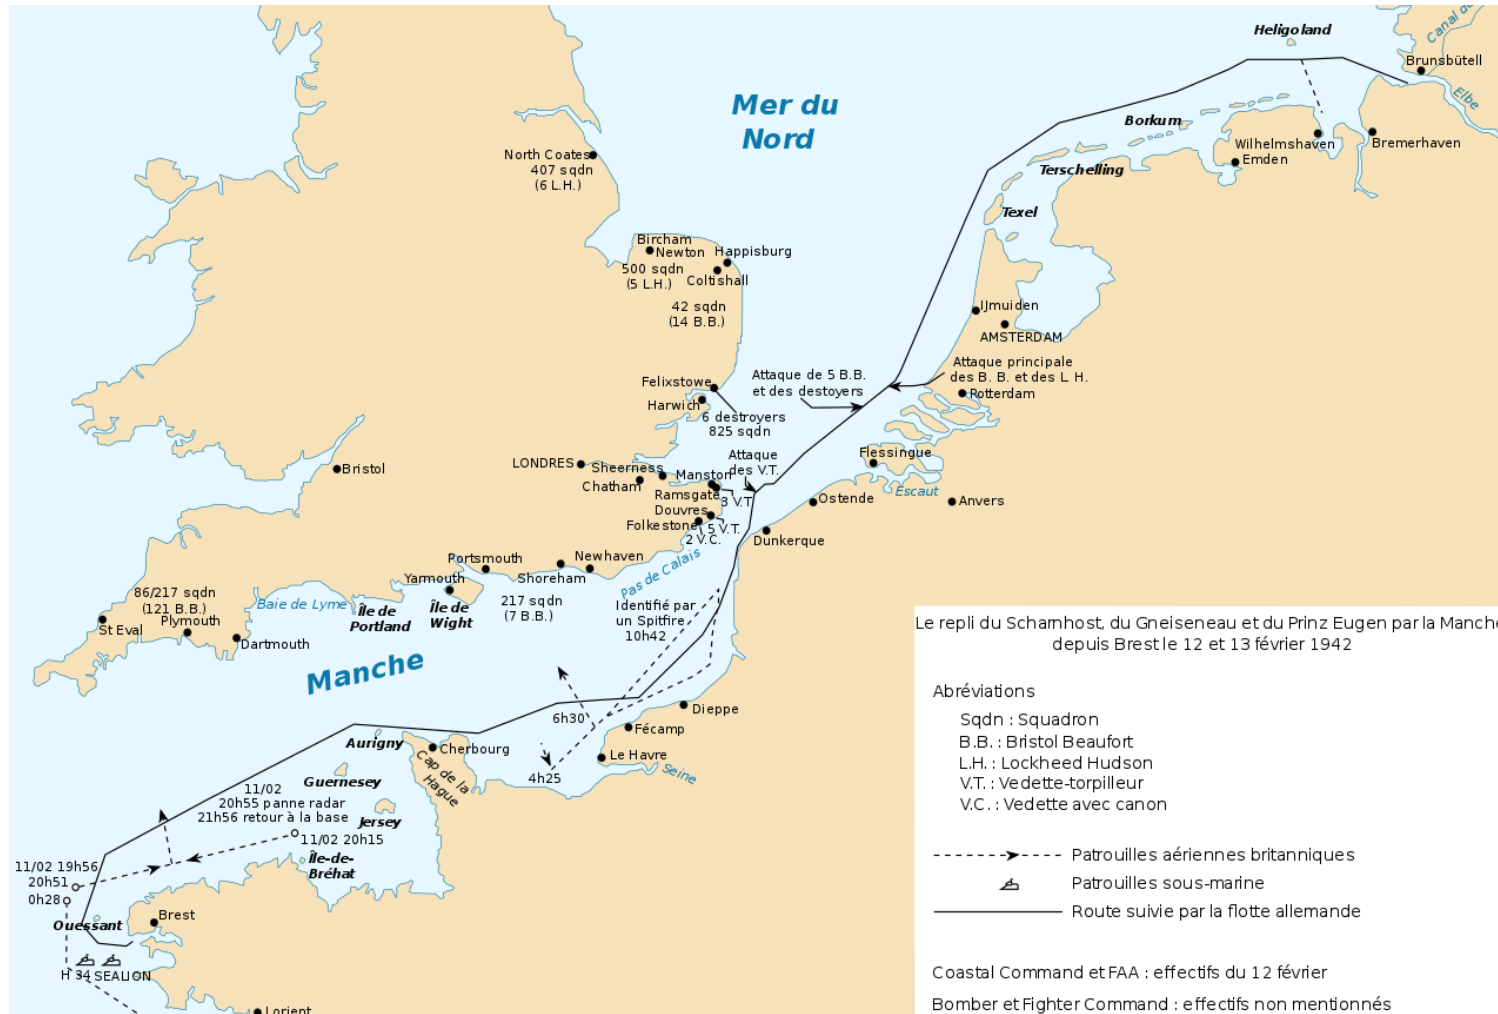 Heligoland
Canal de
Brunsbütell
Elbe
Mer du
Nord
Borkum
Wilhelmshaven
Emden
Bremerhaven
North Coates
407 sqdn
(6 L.H.)
Terschelling
Texel
Bircham
Newton
Happisburg
500 sqdn
(5 L.H.)
Coltishall
42 sqdn
(14 B.B.)
IJmuiden
AMSTERDAM
Attaque principale
des B. B. et des L. H.
Attaque de 5 B.B.
et des destoyers
Felixstowe
Harwich
Rotterdam
6 destroyers
825 sqdn
Attaque
des V.T.
Flessingue
Bristol
LONDRES
Sheerness
Chatham
Manston
Ramsgate
3 V.T
Escaut
Ostende
Anvers
Douvres
Folkestone
5 V.T.
2 V.C.
Dunkerque
Portsmouth
Newhaven
Shoreham
Pas de Calais
Yarmouth
86/217 sqdn
(121 B.B.)
Baie de Lyme
Île de
Portland
Île de
Wight
217 sqdn
(7 B.B.)
Identifié par
un Spitfire
10h42
St Eval
Plymouth
Dartmouth
Manche
6h30
Dieppe
Fécamp
Aurigny
Cherbourg
Le Havre
Seine
4h25
Cap de la
Hague
Guernesey
11/02
20h55 panne radar
21h56 retour à la base
Jersey
11/02 20h15
Île-de-
Bréhat
11/02 19h56
20h51
0h28
Ouessant
Brest
H 34 SEALION
Lorient
Le repli du Scharnhost, du Gneiseneau et du Prinz Eugen par la Manche
depuis Brest le 12 et 13 février 1942
Abréviations
Sqdn : Squadron
B.B. : Bristol Beaufort
L.H. : Lockheed Hudson
V.T. : Vedette-torpilleur
V.C. : Vedette avec canon
Patrouilles aériennes britanniques
Patrouilles sous-marine
Route suivie par la flotte allemande
Coastal Command et FAA : effectifs du 12 février
Bomber et Fighter Command : effectifs non mentionnés